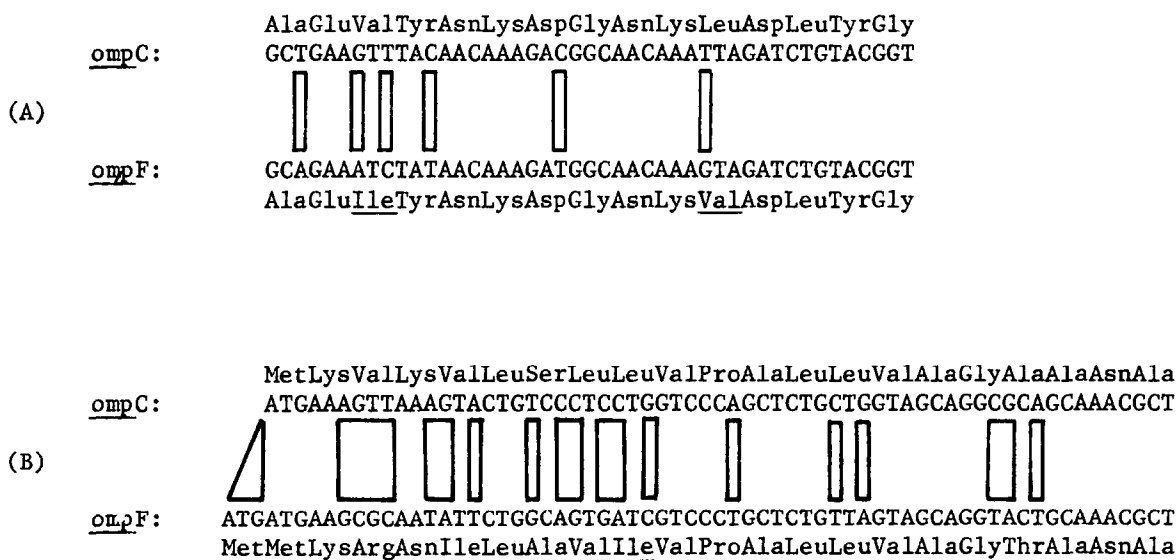 AlaGluValTyrAsnLysAspGlyAsnLysLeuAspLeuTyrGly
ompC: GCTGAAGTTTACAACAAAGACGGCAACAAATTAGATCTGTACGGT
(A)
ompF: GCAGAAATCTATAACAAAGATGGCAACAAAGTAGATCTGTACGGT
AlaGluIleTyrAsnLysAspGlyAsnLysValAspLeuTyrGly
MetLysValLysValLeuSerLeuLeuValProAlaLeuLeuValAlaGlyAlaAlaAsnAla
ompC: ATGAAAGTTAAAGTACTGTCCCTCCTGGTCCCAGCTCTGCTGGTAGCAGGCGCAGCAAACGCT
(B)
ompF: ATGATGAAGCGCAATATTCTGGCAGTGATCGTCCCTGCTCTGTTAGTAGCAGGTACTGCAAACGCT
MetMetLysArgAsnIleLeuAlaValIleValProAlaLeuLeuValAlaGlyThrAlaAsnAla